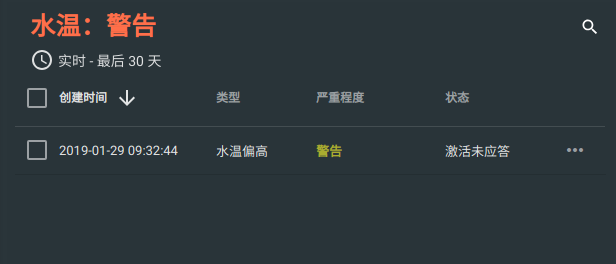 水温：警告
实时 - 最后 30 天
创建时间 类型 严重程度 状态
2019-01-29 09:32:44 水温偏高 警告 激活未应答